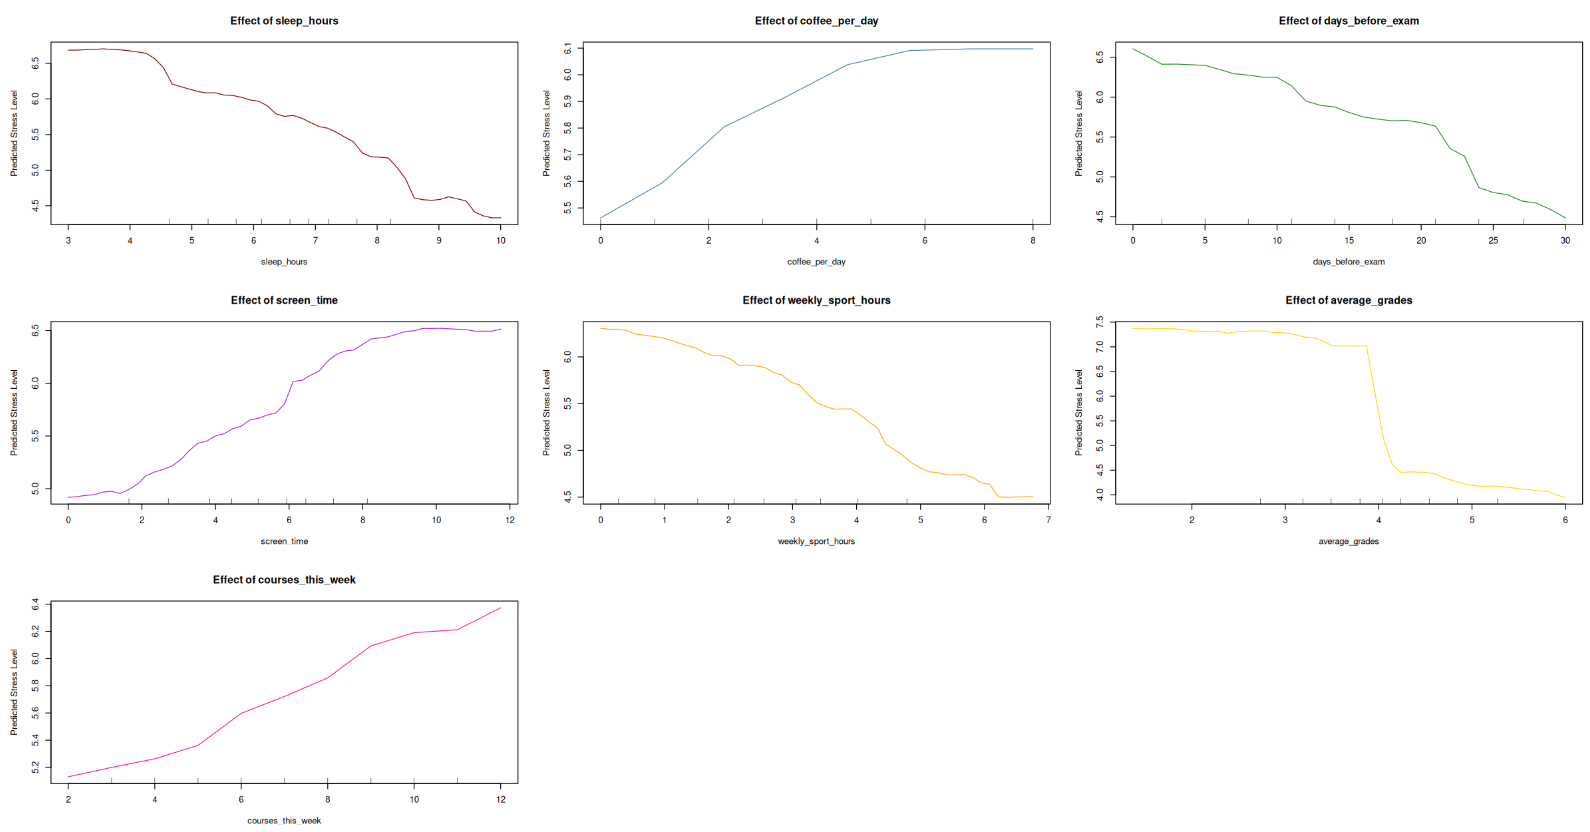 Effect of sleep_hours
Predicted Stress Level
6.5
6.0
5.5
5.0
4.5
3 4 5 6 7 8 9 10
sleep_hours
Effect of coffee_per_day
Predicted Stress Level
6.1
6.0
5.9
5.8
5.7
5.6
5.5
0 2 4 6 8
coffee_per_day
Effect of days_before_exam
Predicted Stress Level
6.5
6.0
5.5
5.0
4.5
0 5 10 15 20 25 30
days_before_exam
Effect of screen_time
Predicted Stress Level
6.5
6.0
5.5
5.0
0 2 4 6 8 10 12
screen_time
Effect of weekly_sport_hours
Predicted Stress Level
6.0
5.5
5.0
4.5
0 1 2 3 4 5 6 7
weekly_sport_hours
Effect of average_grades
Predicted Stress Level
7.5
7.0
6.5
6.0
5.5
5.0
4.5
4.0
2 3 4 5 6
average_grades
Effect of courses_this_week
Predicted Stress Level
6.4
6.2
6.0
5.8
5.6
5.4
5.2
2 4 6 8 10 12
courses_this_week